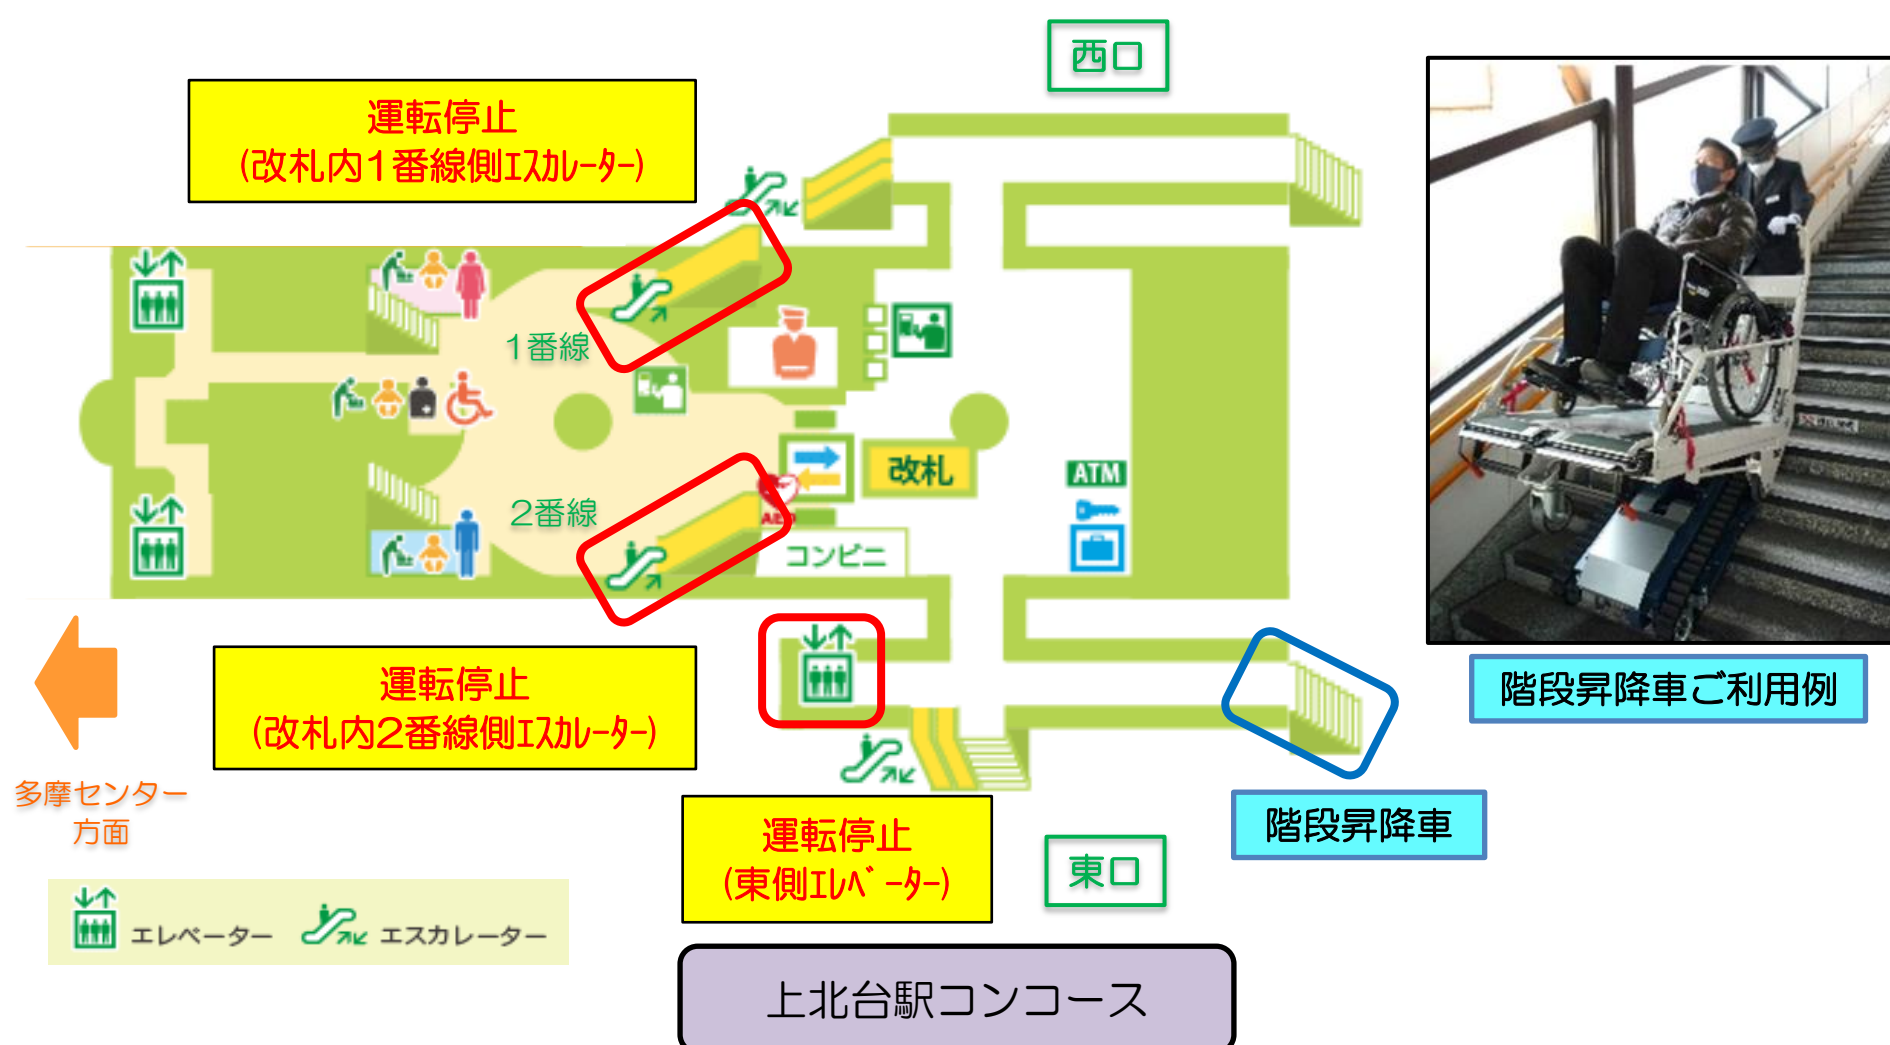 西口
運転停止
(改札内1番線側ｴｽｶﾚｰﾀｰ)
1番線
改札
ATM
2番線
AED
コンビニ
階段昇降車ご利用例
運転停止
(改札内2番線側ｴｽｶﾚｰﾀｰ)
多摩センター
方面
階段昇降車
運転停止
(東側ｴﾚﾍﾞｰﾀｰ)
東口
エレベーター
エスカレーター
上北台駅コンコース